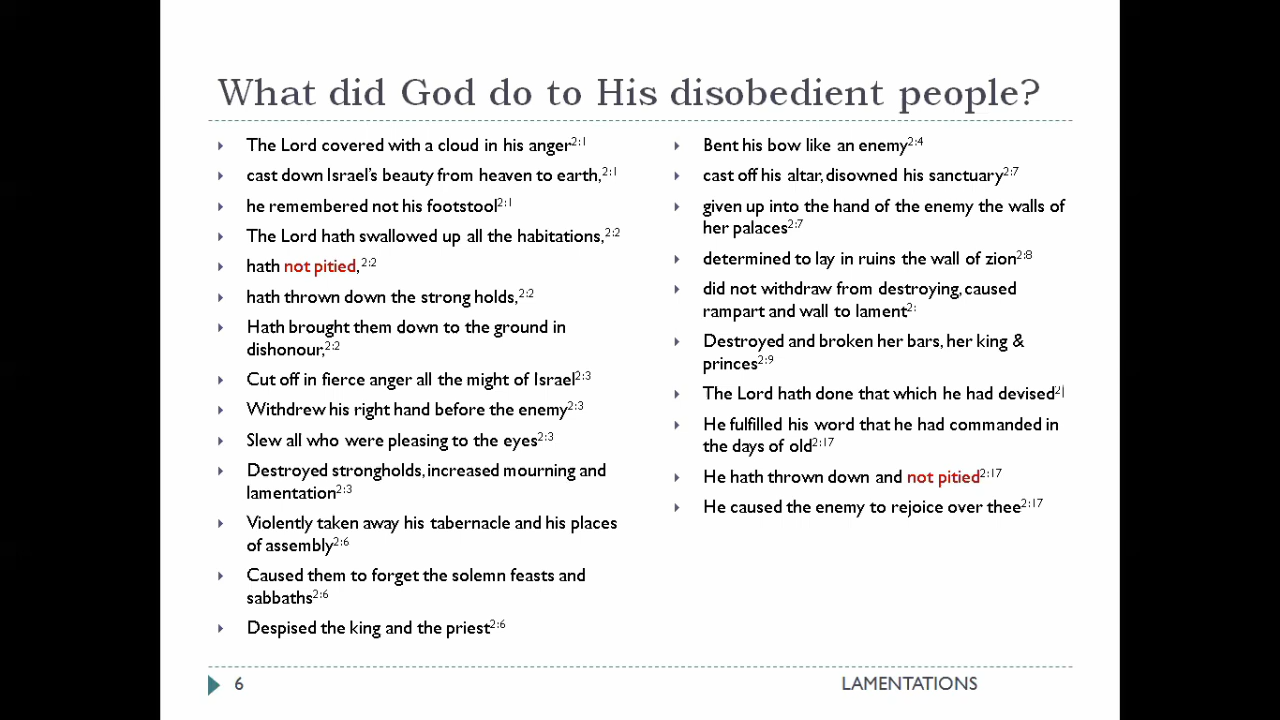 What did God do to His disobedient people?
The Lord covered with a cloud in his anger2:1
cast down Israel's beauty from heaven to earth,2:1
he remembered not his footstool2:1
The Lord hath swallowed up all the habitations,2:2
hath not pitied,2:2
hath thrown down the strong holds,2:2
Hath brought them down to the ground in
dishonour,2:2
Cut off in fierce anger all the might of Israel2:3
Withdrew his right hand before the enemy2:3
Slew all who were pleasing to the eyes2:3
Destroyed strongholds, increased mourning and
lamentation2:3
Violently taken away his tabernacle and his places
of assembly2:6
Caused them to forget the solemn feasts and
sabbaths2:6
Despised the king and the priest2:6
Bent his bow like an enemy2:4
cast off his altar, disowned his sanctuary2:7
given up into the hand of the enemy the walls of
her palaces2:7
determined to lay in ruins the wall of zion2:8
did not withdraw from destroying, caused
rampart and wall to lament2:
Destroyed and broken her bars, her king &
princes2:9
The Lord hath done that which he had devised2
He fulfilled his word that he had commanded in
the days of old2:17
He hath thrown down and not pitied2:17
He caused the enemy to rejoice over thee2:17
6
LAMENTATIONS